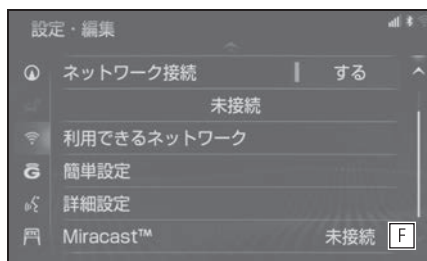 設定・編集
ネットワーク接続 する
未接続
利用できるネットワーク
簡単設定
詳細設定
Miracast™ 未接続 F